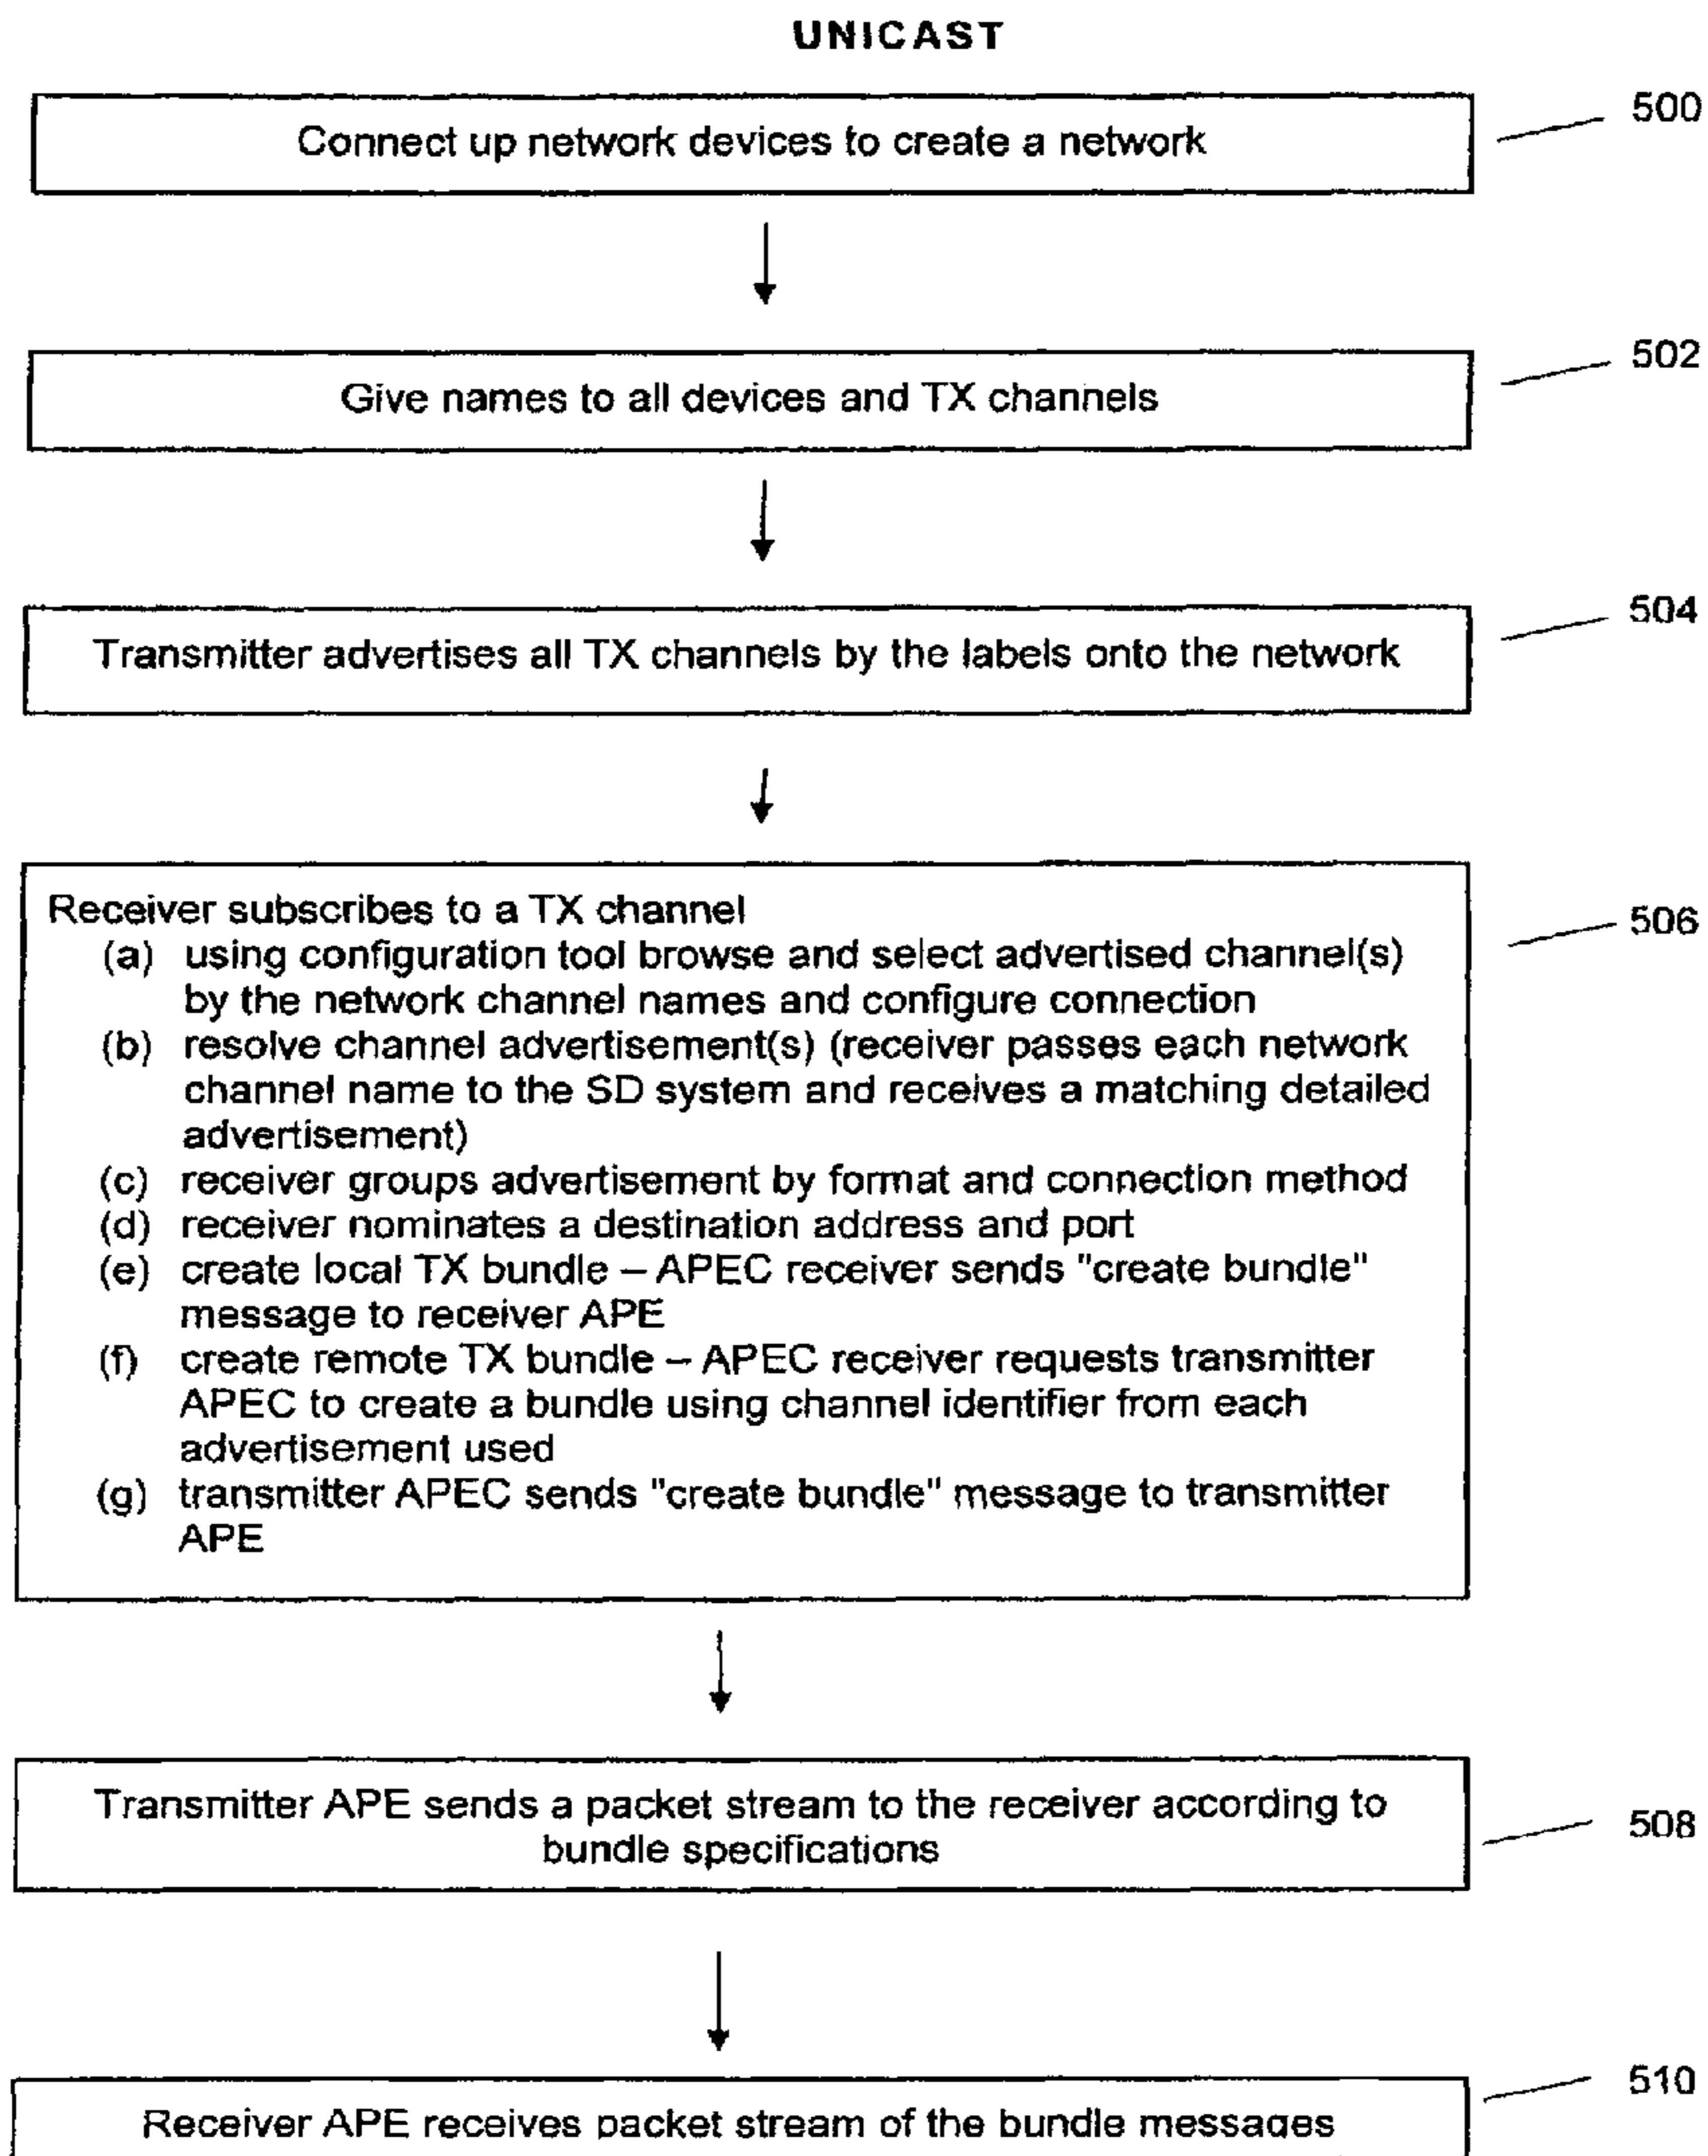 UNICAST
Connect up network devices to create a network
500
Give names to all devices and TX channels
502
Transmitter advertises all TX channels by the labels onto the network
504
Receiver subscribes to a TX channel
506
(a) using configuration tool browse and select advertised channel(s)
by the network channel names and configure connection
(b) resolve channel advertisement(s) (receiver passes each network
channel name to the SD system and receives a matching detailed
advertisement)
(c) receiver groups advertisement by format and connection method
(d) receiver nominates a destination address and port
(e) create local TX bundle – APEC receiver sends "create bundle"
message to receiver APE
(f) create remote TX bundle – APEC receiver requests transmitter
APEC to create a bundle using channel identifier from each
advertisement used
(g) transmitter APEC sends "create bundle" message to transmitter
APE
Transmitter APE sends a packet stream to the receiver according to
bundle specifications
508
Receiver APE receives packet stream of the bundle messages
510